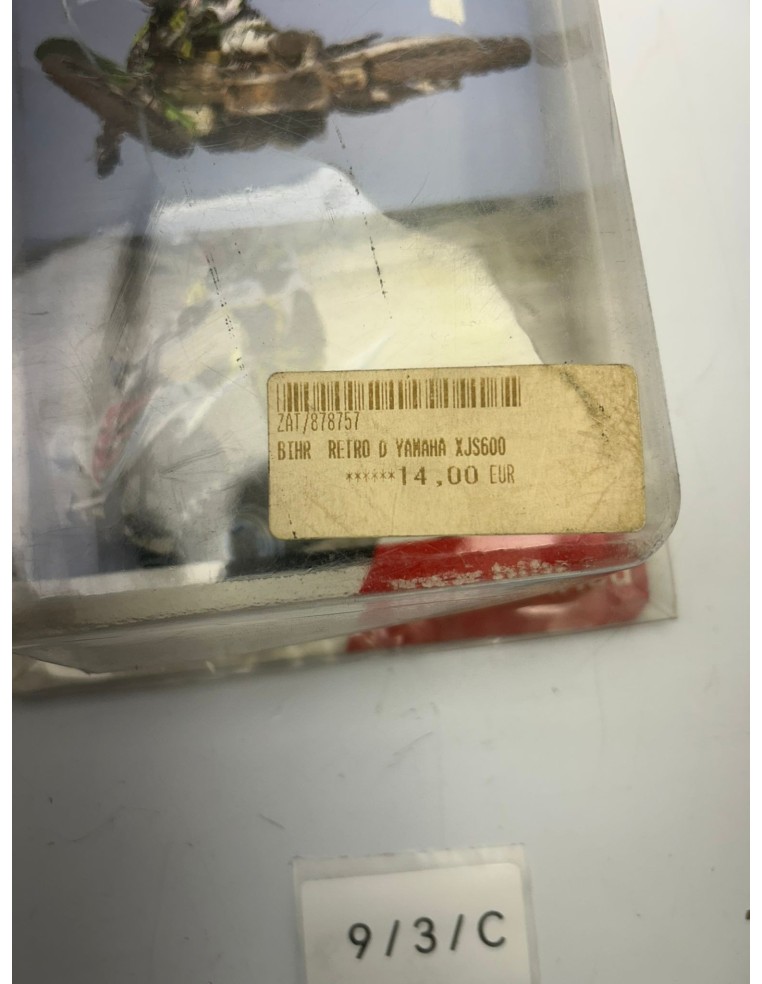 ZAT/878757
BIHR RETRO D YAMAHA XJS600
******14,00 EUR
9/3/C